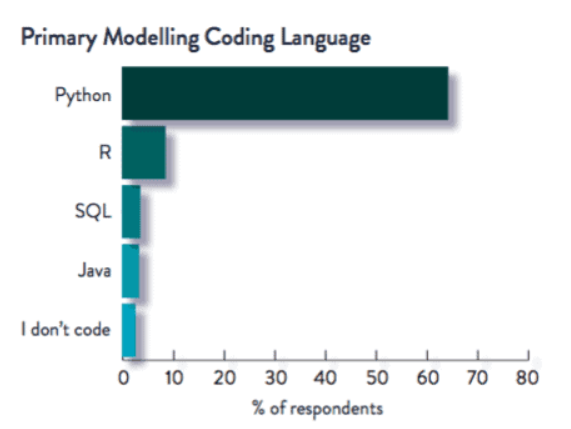 Primary Modelling Coding Language
Python
R
SQL
Java
I don't code
0 10 20 30 40 50 60 70 80
% of respondents